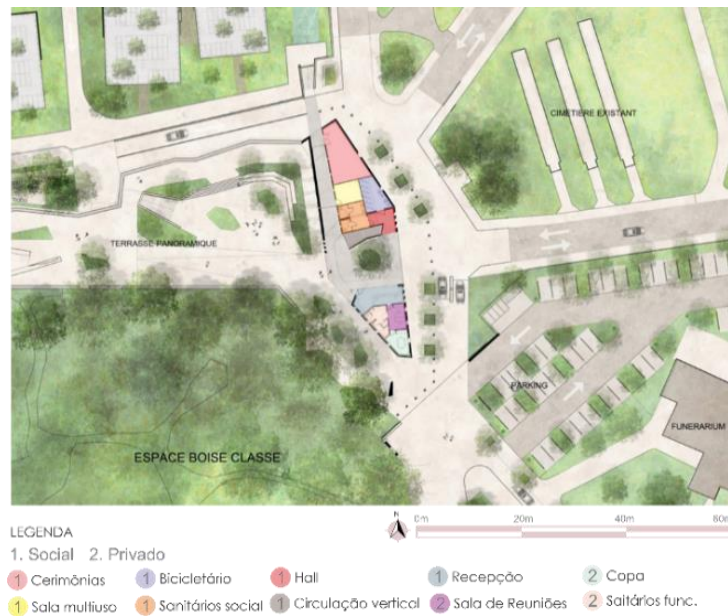 CIMETIERE EXISTANT
TERRASSE PANORAMIQUE
PARKING
FUNERARIUM
ESPACE BOISE CLASSE
N
0m 20m 40m 80m
LEGENDA
1. Social 2. Privado
1 Cerimônias 1 Bicicletário 1 Hall 1 Recepção 2 Copa
1 Sala multiuso 1 Sanitários social 1 Circulação vertical 2 Sala de Reuniões 2 Saitários func.